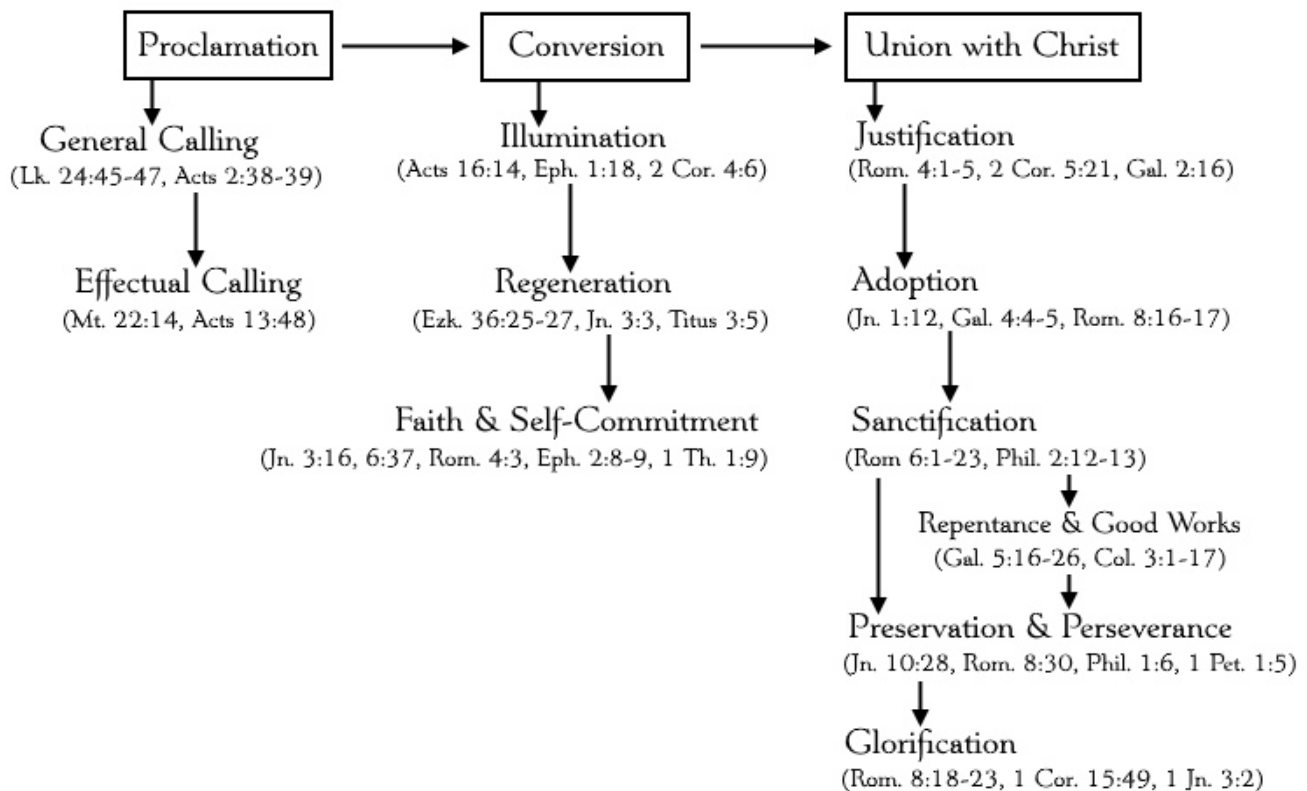 Proclamation
Conversion
Union with Christ
General Calling
(Lk. 24:45-47, Acts 2:38-39)
Effectual Calling
(Mt. 22:14, Acts 13:48)
Illumination
(Acts 16:14, Eph. 1:18, 2 Cor. 4:6)
Regeneration
(Ezk. 36:25-27, Jn. 3:3, Titus 3:5)
Faith & Self-Commitment
(Jn. 3:16, 6:37, Rom. 4:3, Eph. 2:8-9, 1 Th. 1:9)
Justification
(Rom. 4:1-5, 2 Cor. 5:21, Gal. 2:16)
Adoption
(Jn. 1:12, Gal. 4:4-5, Rom. 8:16-17)
Sanctification
(Rom 6:1-23, Phil. 2:12-13)
Repentance & Good Works
(Gal. 5:16-26, Col. 3:1-17)
Preservation & Perseverance
(Jn. 10:28, Rom. 8:30, Phil. 1:6, 1 Pet. 1:5)
Glorification
(Rom. 8:18-23, 1 Cor. 15:49, 1 Jn. 3:2)